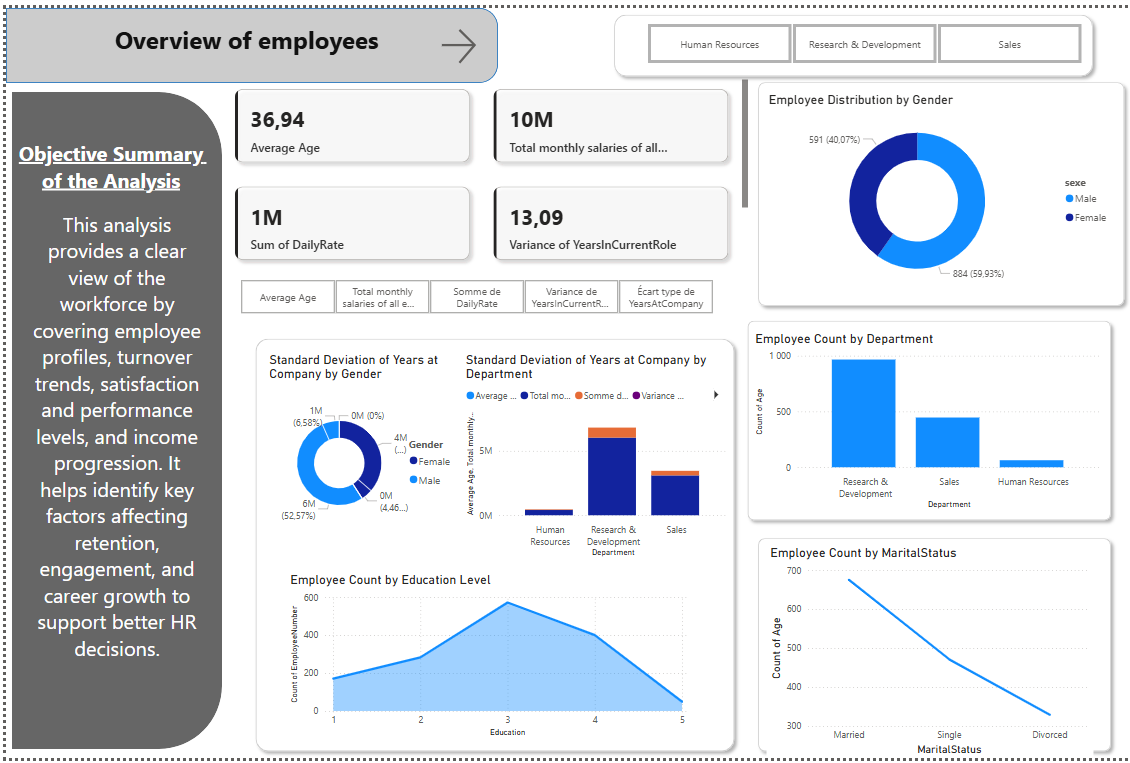 Overview of employees
Human Resources
Research & Development
Sales
Objective Summary
of the Analysis
This analysis
provides a clear
view of the
workforce by
covering employee
profiles, turnover
trends, satisfaction
and performance
levels, and income
progression. It
helps identify key
factors affecting
retention,
engagement, and
career growth to
support better HR
decisions.
36,94
Average Age
10M
Total monthly salaries of all...
1M
Sum of DailyRate
13,09
Variance of YearsInCurrentRole
Average Age
Total monthly
salaries of all e...
Somme de
DailyRate
Variance de
YearsInCurrentR...
Écart type de
YearsAtCompany
Employee Distribution by Gender
591 (40,07%)
884 (59,93%)
sexe
Male
Female
Standard Deviation of Years at
Company by Gender
1M
(6,58%)
0M (0%)
4M
(...)
0M
(4,46...)
6M
(52,57%)
Gender
Female
Male
Standard Deviation of Years at Company by
Department
Average ...
Total mo...
Somme d...
Variance ...
Average Age, Total monthly...
5M
0M
Human
Resources
Research &
Development
Sales
Department
Employee Count by Education Level
Count of EmployeeNumber
600
400
200
0
1
2
3
4
5
Education
Employee Count by Department
Count of Age
1 000
500
0
Research &
Development
Sales
Human Resources
Department
Employee Count by MaritalStatus
Count of Age
700
600
500
400
300
Married
Single
Divorced
MaritalStatus